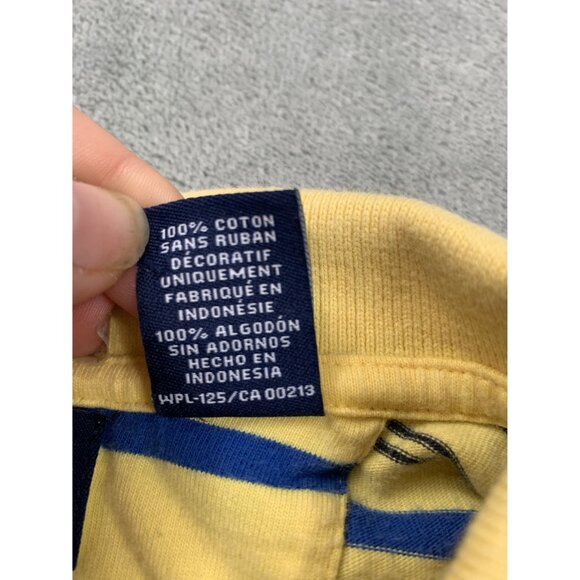 100% COTON
SANS RUBAN
DÉCORATIF
UNIQUEMENT
FABRIQUÉ EN
INDONÉSIE
100% ALGODÓN
SIN ADORNOS
HECHO EN
INDONESIA
WPL-125/CA 00213